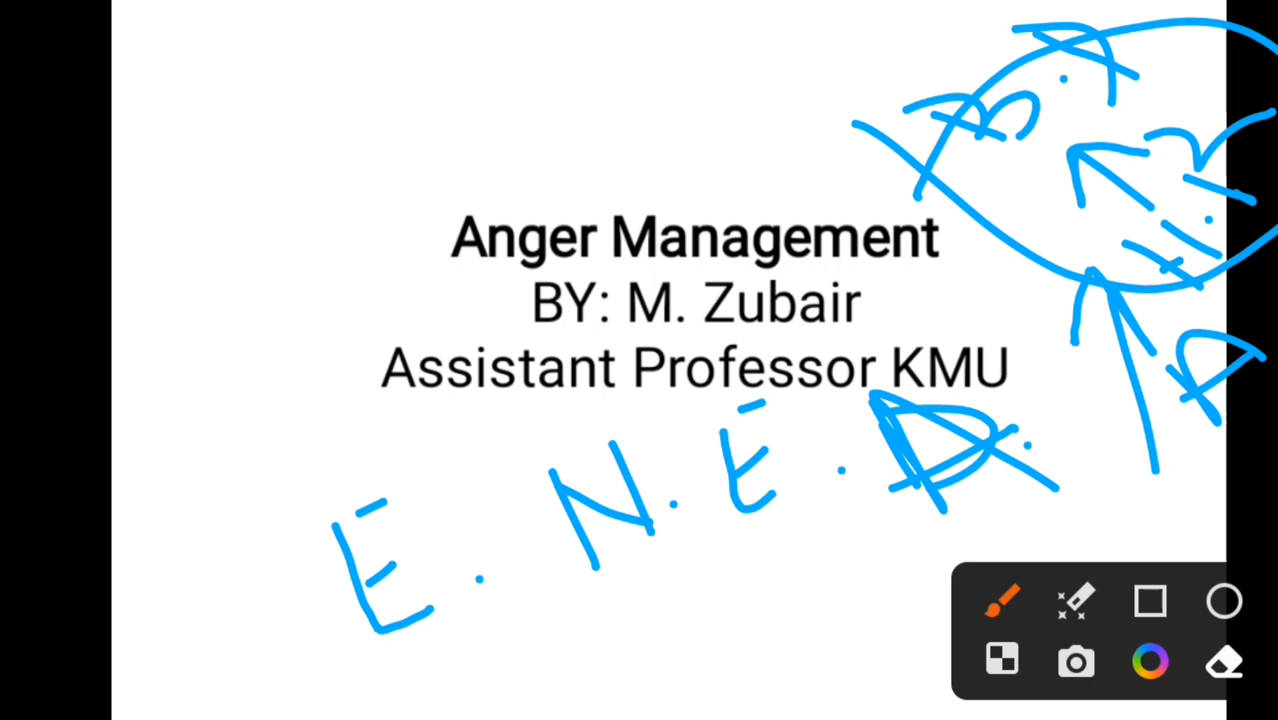 Anger Management
BY: M. Zubair
Assistant Professor KMU
E. N. E.